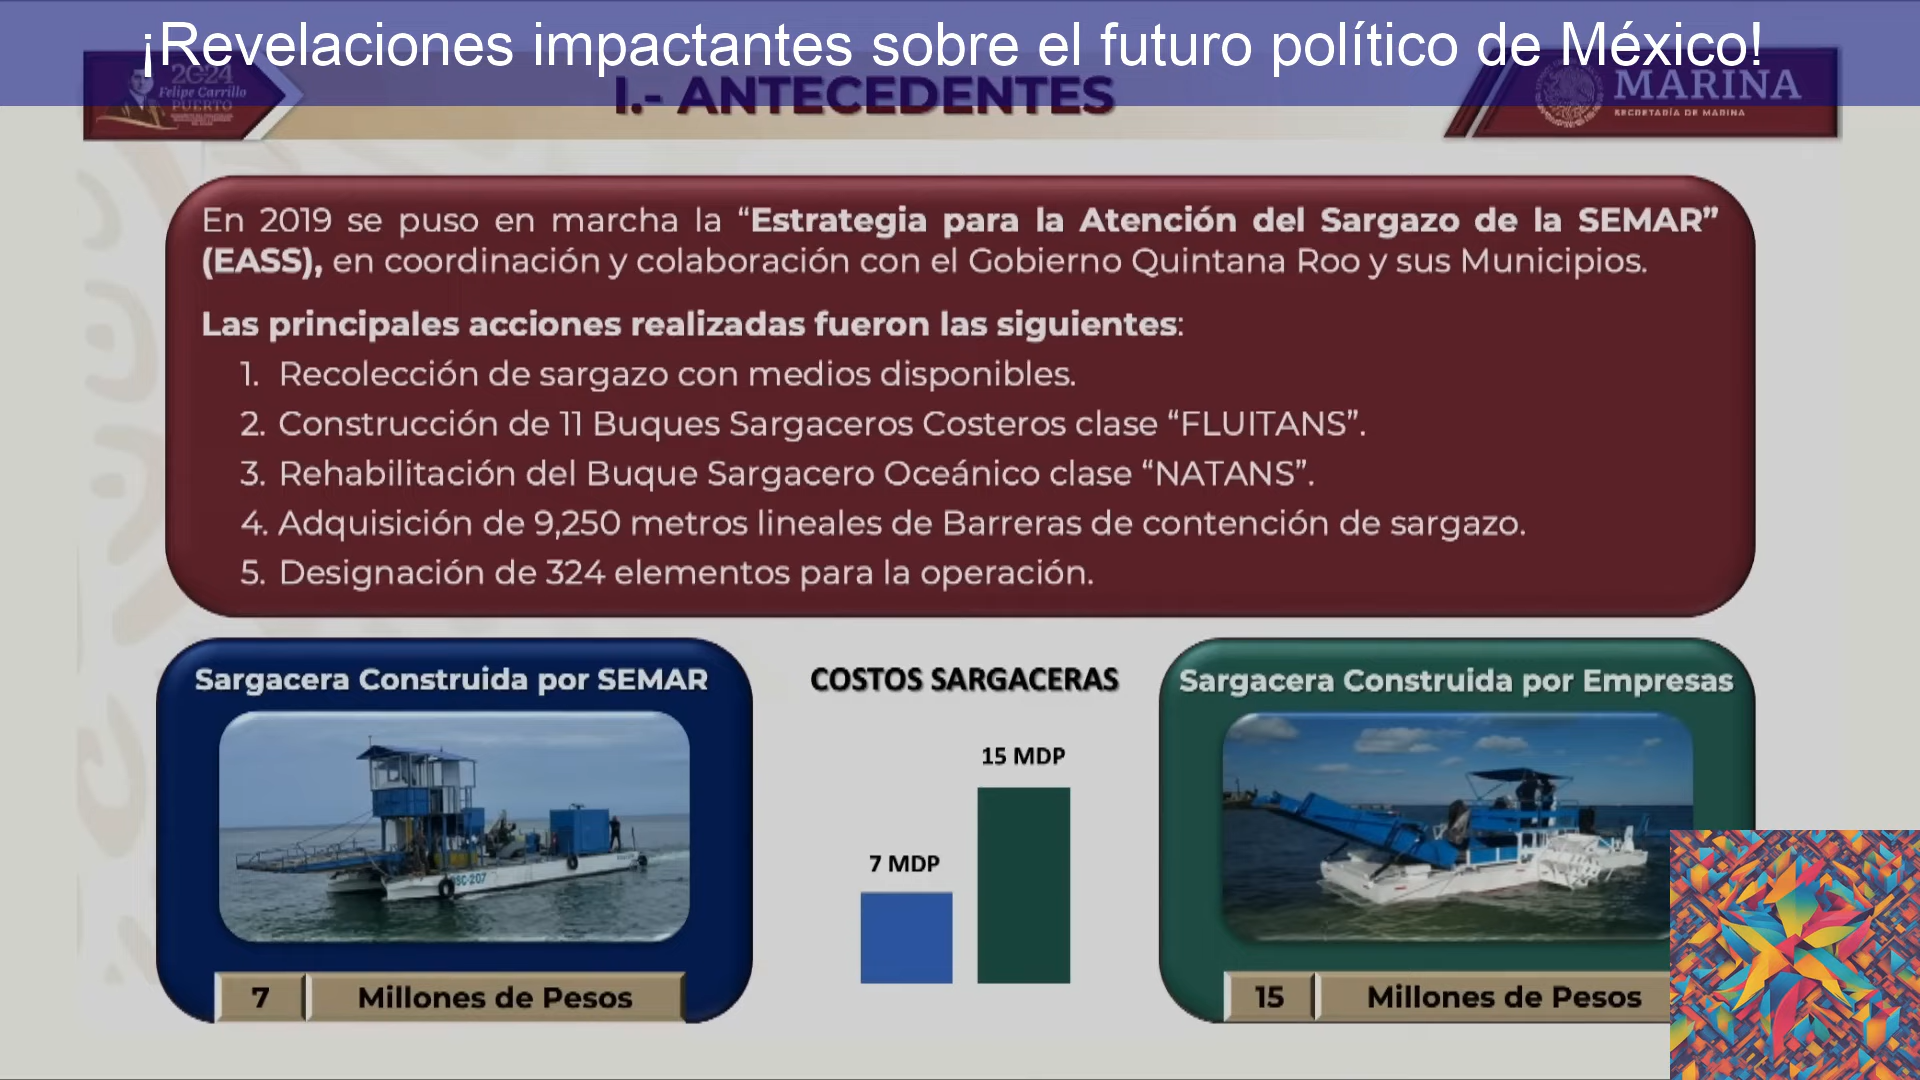 ¡Revelaciones impactantes sobre el futuro político de México!
2024
Felipe Carrillo
PUERTO
I.- ANTECEDENTES
MARINA
SECRETARÍA DE MARINA
En 2019 se puso en marcha la “Estrategia para la Atención del Sargazo de la SEMAR”
(EASS), en coordinación y colaboración con el Gobierno Quintana Roo y sus Municipios.
Las principales acciones realizadas fueron las siguientes:
1. Recolección de sargazo con medios disponibles.
2. Construcción de 11 Buques Sargaceros Costeros clase “FLUITANS”.
3. Rehabilitación del Buque Sargacero Oceánico clase “NATANS”.
4. Adquisición de 9,250 metros lineales de Barreras de contención de sargazo.
5. Designación de 324 elementos para la operación.
Sargacera Construida por SEMAR
7 Millones de Pesos
COSTOS SARGACERAS
15 MDP
7 MDP
Sargacera Construida por Empresas
15 Millones de Pesos